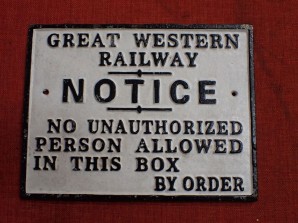 GREAT WESTERN
RAILWAY
NOTICE
NO UNAUTHORIZED
PERSON ALLOWED
IN THIS BOX
BY ORDER